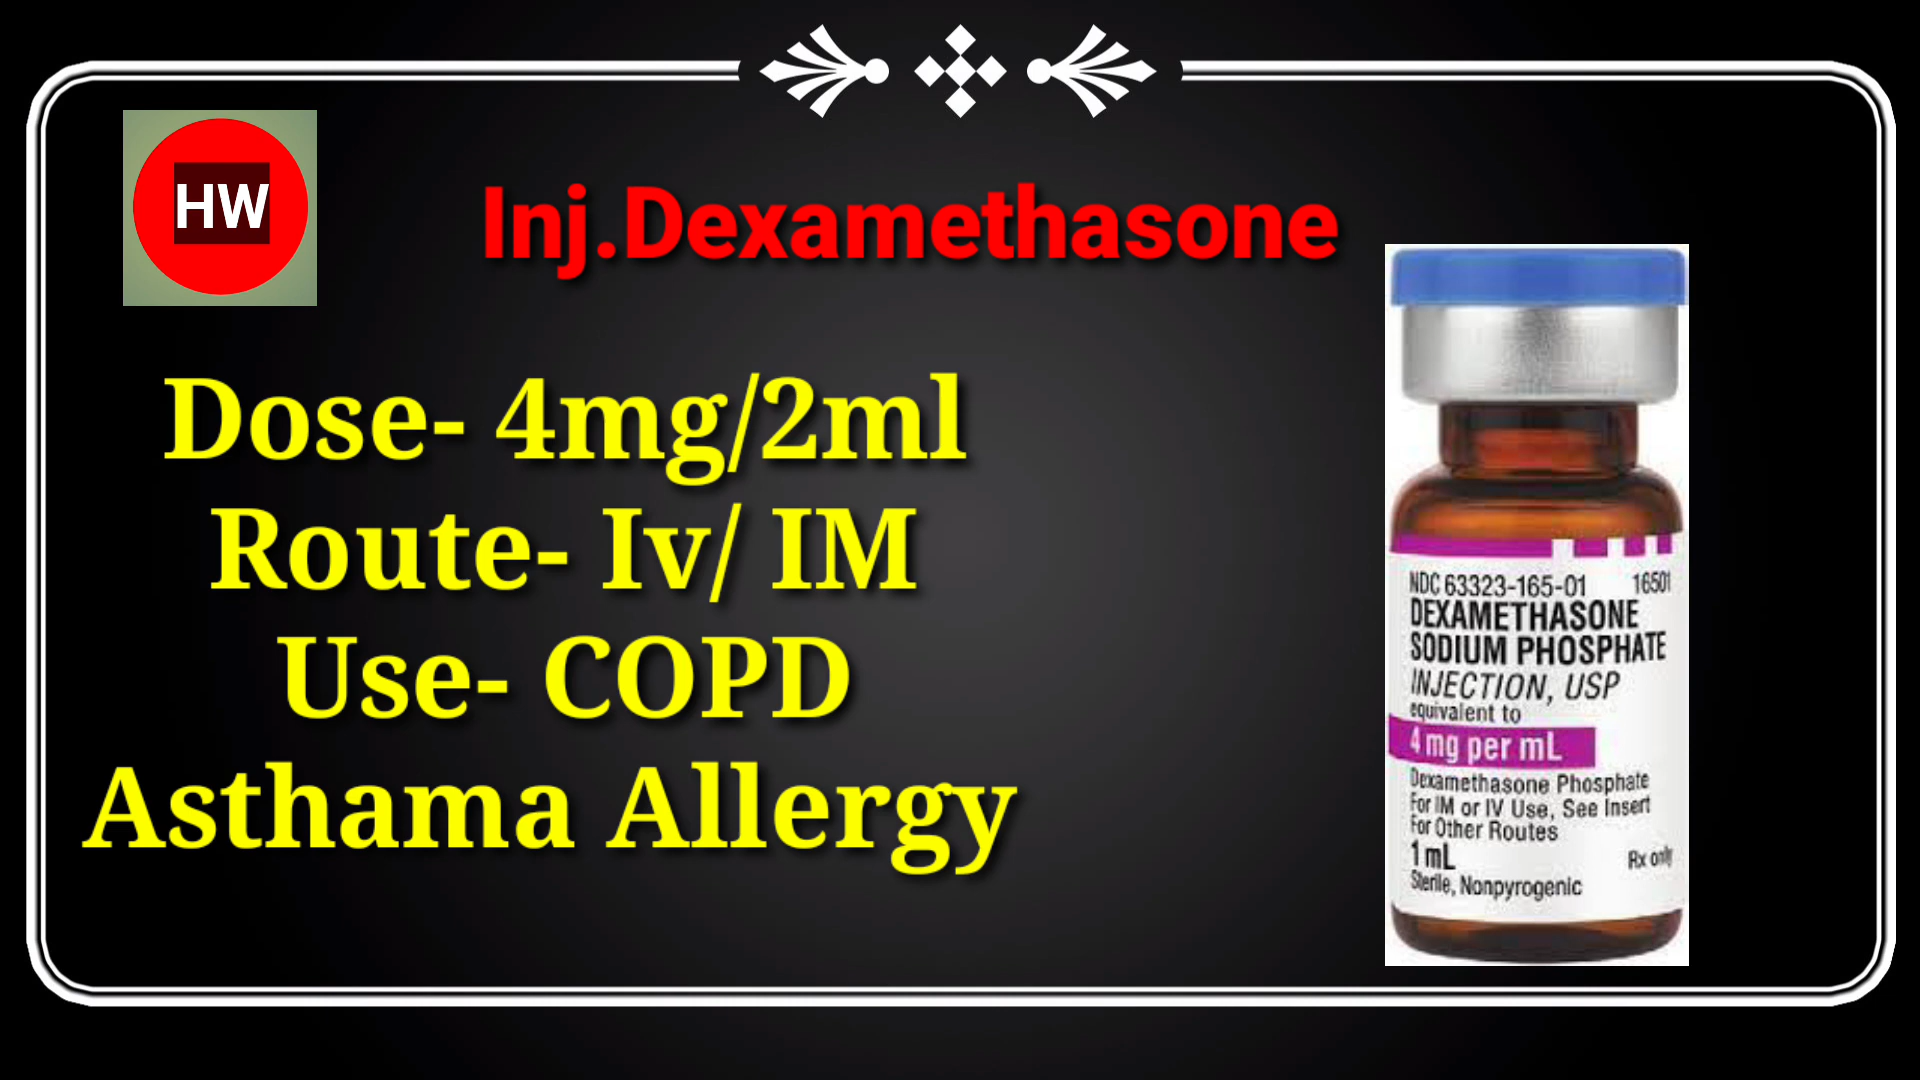 HW
Inj.Dexamethasone
Dose- 4mg/2ml
Route- Iv/ IM
Use- COPD
Asthama Allergy
NDC 63323-165-01 16501
DEXAMETHASONE
SODIUM PHOSPHATE
INJECTION, USP
equivalent to
4 mg per mL
Dexamethasone Phosphate
For IM or IV Use, See Insert
For Other Routes
1 mL Rx only
Sterile, Nonpyrogenic